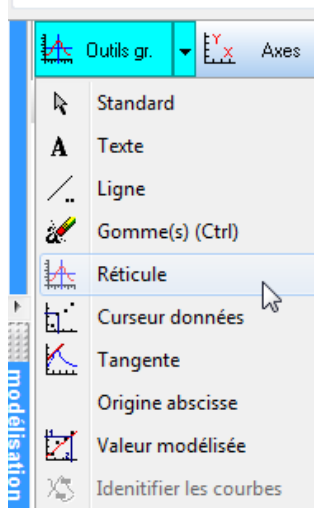 Outils gr. Y X Axes
Standard
A Texte
Ligne
Gomme(s) (Ctrl)
Réticule
Curseur données
Tangente
Origine abscisse
Valeur modélisée
Idenitifier les courbes
modélisation